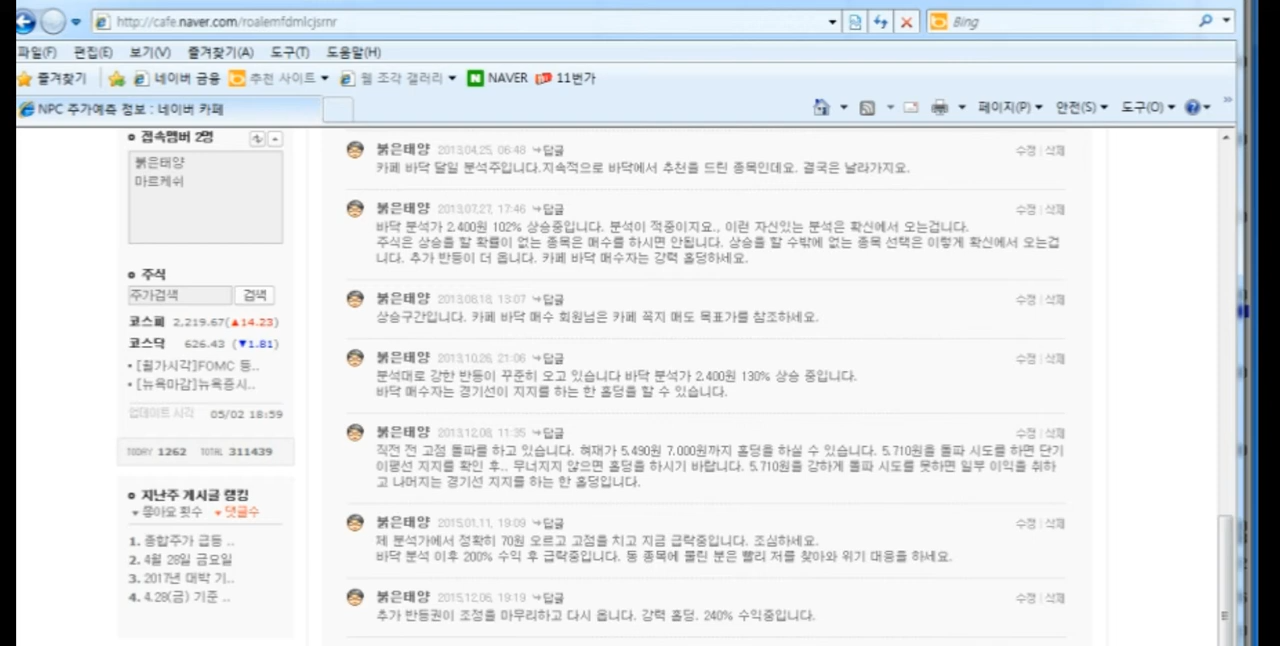 http://cafe.naver.com/roalemfdmlcjsrnr
Bing
파일(F) 편집(E) 보기(V) 즐겨찾기(A) 도구(T) 도움말(H)
즐겨찾기 네이버 금융 추천 사이트 웹 조각 갤러리 NAVER 11번가
NPC 주가예측 정보 : 네이버 카페
페이지(P) 안전(S) 도구(O)
접속멤버 2명
붉은태양
마르케쉬
주식
주가검색 검색
코스피 2,219.67(▲14.23)
코스닥 626.43 (▼1.81)
• [월가시각]FOMC 등..
• [뉴욕마감]뉴욕증시..
업데이트 시각 05/02 18:59
TODAY 1262 TOTAL 311439
지난주 게시글 랭킹
좋아요 횟수 댓글수
1. 종합주가 급등 ..
2. 4월 28일 금요일
3. 2017년 대박 기..
4. 4.28(금) 기준 ..
붉은태양 2013.04.25. 06:48 답글 수정 | 삭제
카페 바닥 달일 분석주입니다.지속적으로 바닥에서 추천을 드린 종목인데요. 결국은 날라가지요.
붉은태양 2013.07.27. 17:46 답글 수정 | 삭제
바닥 분석가 2.400원 102% 상승중입니다. 분석이 적중이지요., 이런 자신있는 분석은 확신에서 오는겁니다.
주식은 상승을 할 확률이 없는 종목은 매수를 하시면 안됩니다. 상승을 할 수밖에 없는 종목 선택은 이렇게 확신에서 오는겁
니다. 추가 반등이 더 옵니다. 카페 바닥 매수자는 강력 홀딩하세요.
붉은태양 2013.08.18. 13:07 답글 수정 | 삭제
상승구간입니다. 카페 바닥 매수 회원님은 카페 꼭지 매도 목표가를 참조하세요.
붉은태양 2013.10.26. 21:06 답글 수정 | 삭제
분석대로 강한 반등이 꾸준히 오고 있습니다 바닥 분석가 2.400원 130% 상승 중입니다.
바닥 매수자는 경기선이 지지를 하는 한 홀딩을 할 수 있습니다.
붉은태양 2013.12.08. 11:35 답글 수정 | 삭제
직전 전 고점 돌파를 하고 있습니다. 혀재가 5.490원 7.000원까지 홀딩을 하실 수 있습니다. 5.710원을 돌파 시도를 하면 단기
이평선 지지를 확인 후.. 무너지지 않으면 홀딩을 하시기 바랍니다. 5.710원을 강하게 돌파 시도를 못하면 일부 이익을 취하
고 나머지는 경기선 지지를 하는 한 홀딩입니다.
붉은태양 2015.01.11. 19:09 답글 수정 | 삭제
제 분석가에서 정확히 70원 오르고 고점을 치고 지금 급락중입니다. 조심하세요.
바닥 분석 이후 200% 수익 후 급락중입니다. 동 종목에 물린 분은 빨리 저를 찾아와 위기 대응을 하세요.
붉은태양 2015.12.06. 19:19 답글 수정 | 삭제
추가 반등권이 조정을 마무리하고 다시 옵니다. 강력 홀딩. 240% 수익중입니다.